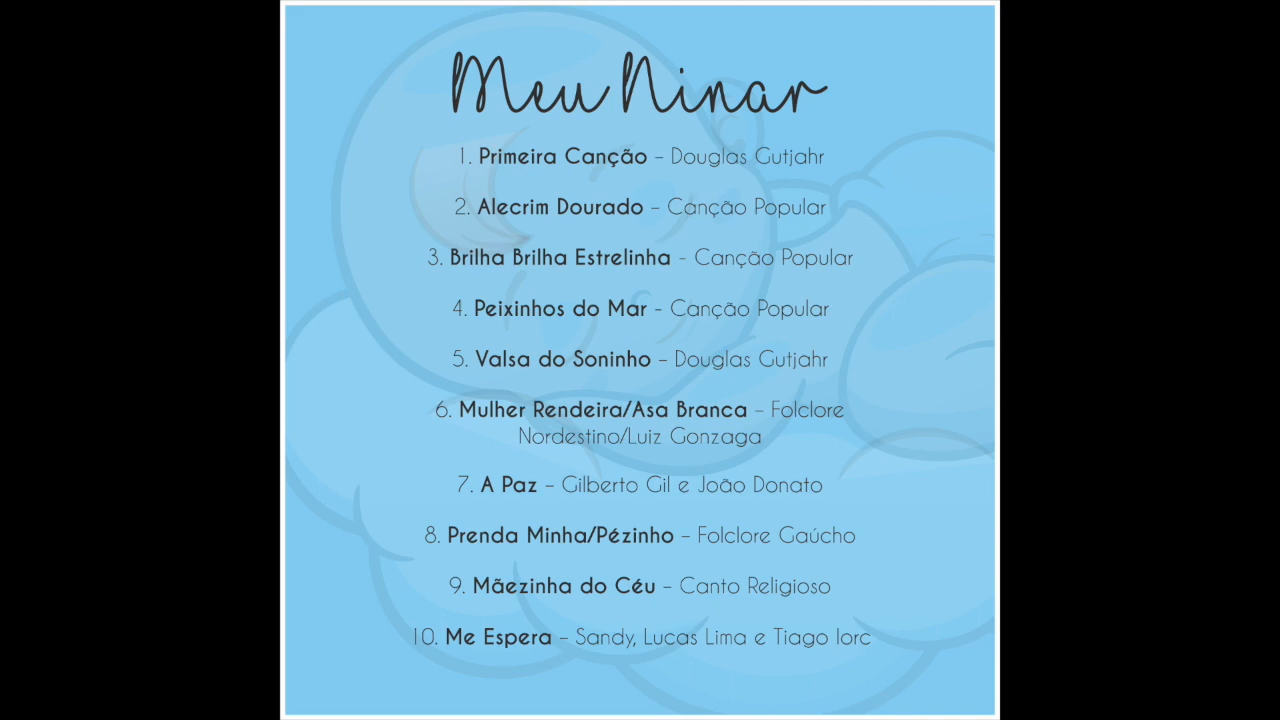 Meu Ninar
1. Primeira Canção – Douglas Gutjahr
2. Alecrim Dourado – Canção Popular
3. Brilha Brilha Estrelinha - Canção Popular
4. Peixinhos do Mar - Canção Popular
5. Valsa do Soninho – Douglas Gutjahr
6. Mulher Rendeira/Asa Branca – Folclore
Nordestino/Luiz Gonzaga
7. A Paz – Gilberto Gil e João Donato
8. Prenda Minha/Pézinho – Folclore Gaúcho
9. Mãezinha do Céu – Canto Religioso
10. Me Espera – Sandy, Lucas Lima e Tiago Iorc